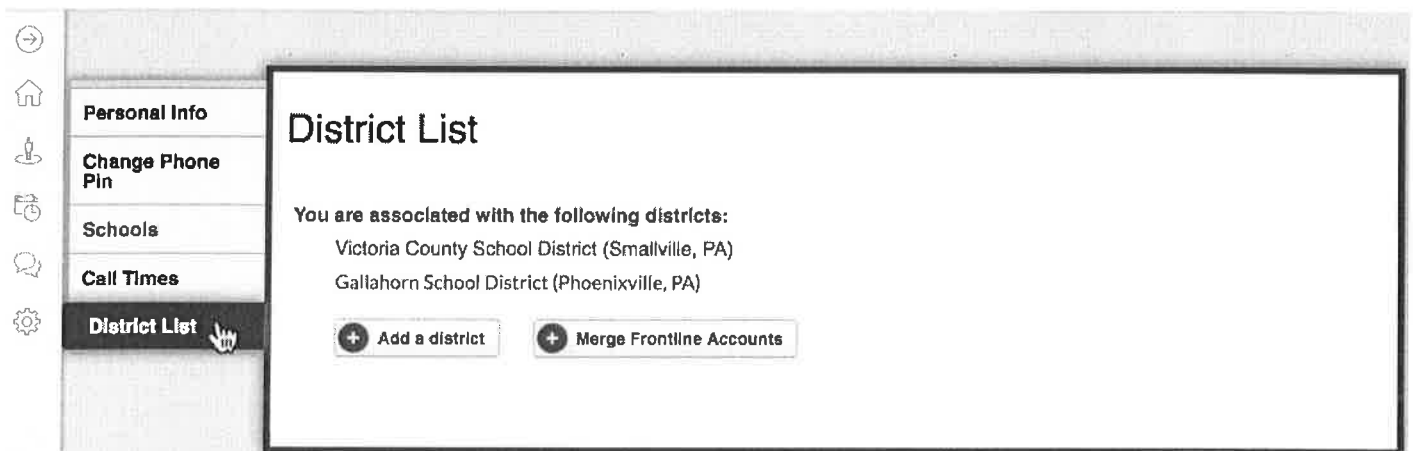 Personal Info
Change Phone
Pin
Schools
Call Times
District List
District List
You are associated with the following districts:
Victoria County School District (Smallville, PA)
Gallahorn School District (Phoenixville, PA)
Add a district
Merge Frontline Accounts